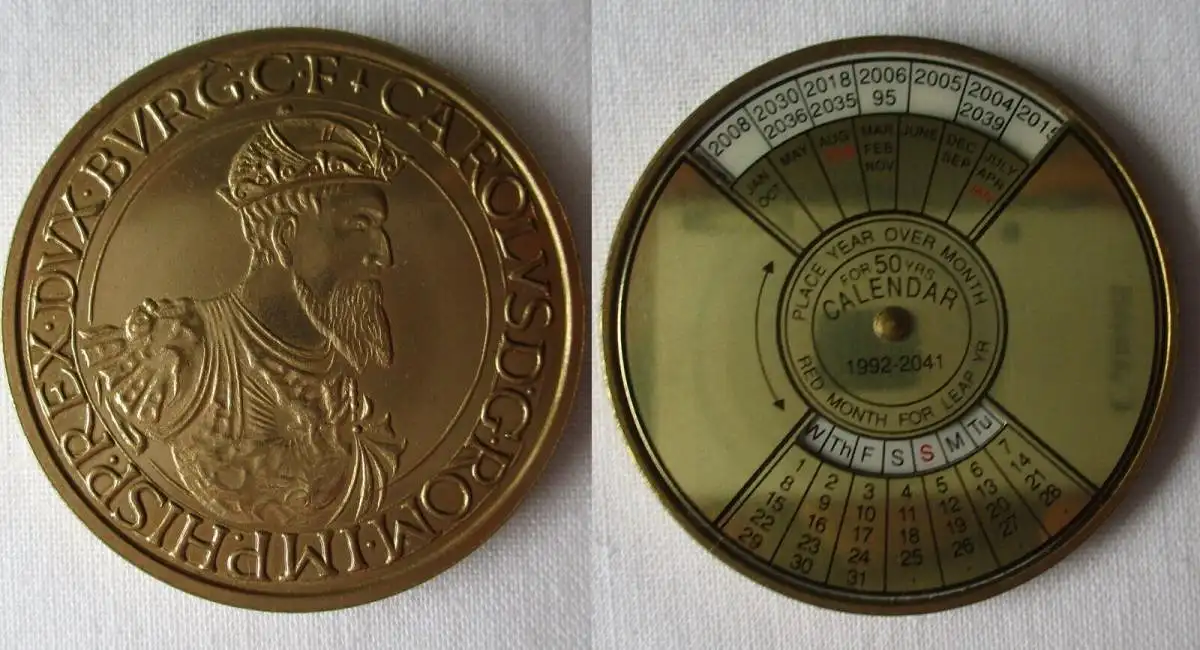 + CAROLVS·D:G:ROM·IMP·HISP·REX·DVX·BVRG·C·F
2008 2030 2018 2006 2005 2004 2015
2036 2035 95 2039
JAN MAY AUG MAR JUNE DEC JULY
OCT FEB SEP APR
NOV JAN
PLACE YEAR OVER MONTH
FOR 50 YRS
CALENDAR
1992-2041
RED MONTH FOR LEAP YR
W Th F S S M Tu
1 2 3 4 5 6 7
8 9 10 11 12 13 14
15 16 17 18 19 20 21
22 23 24 25 26 27 28
29 30 31